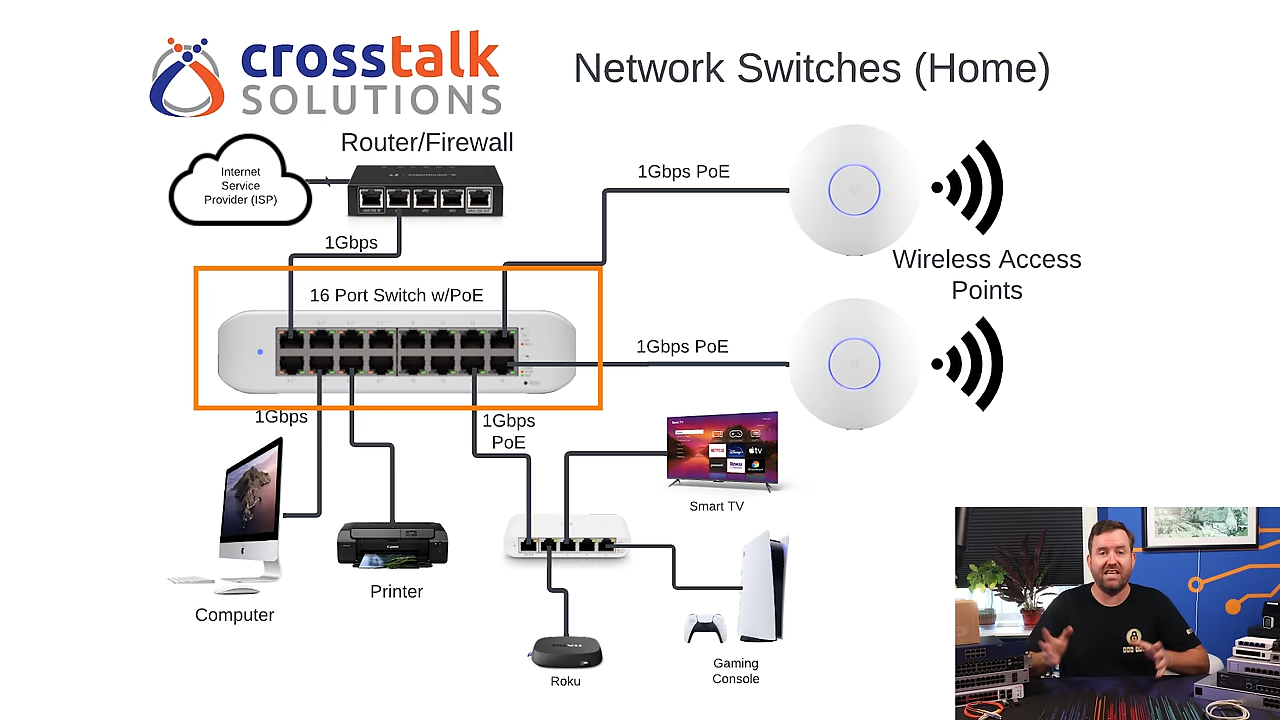 crosstalk
SOLUTIONS
Network Switches (Home)
Router/Firewall
Internet
Service
Provider (ISP)
1Gbps PoE
1Gbps
Wireless Access
Points
16 Port Switch w/PoE
1Gbps PoE
1Gbps
1Gbps
PoE
Smart TV
Canon
Computer
Printer
Roku
Gaming
Console